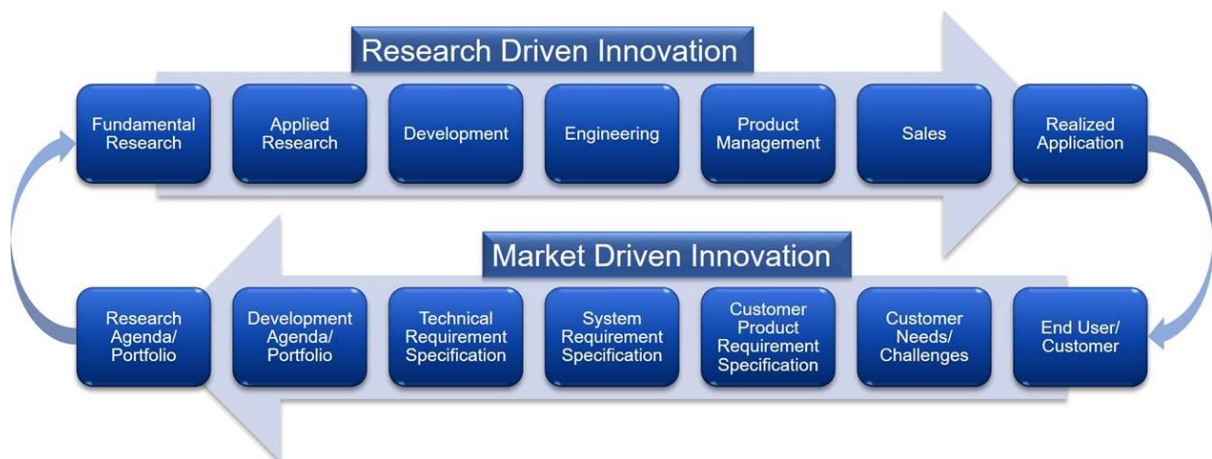 Research Driven Innovation
Fundamental
Research
Applied
Research
Development
Engineering
Product
Management
Sales
Realized
Application
Market Driven Innovation
Research
Agenda/
Portfolio
Development
Agenda/
Portfolio
Technical
Requirement
Specification
System
Requirement
Specification
Customer
Product
Requirement
Specification
Customer
Needs/
Challenges
End User/
Customer